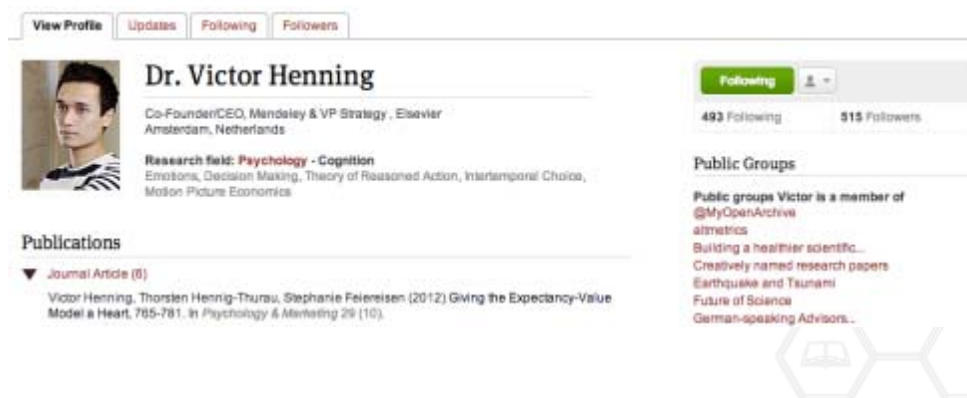 View Profile
Updates
Following
Followers
Dr. Victor Henning
Co-Founder/CEO, Mendeley & VP Strategy , Elsevier
Amsterdam, Netherlands
Research field: Psychology - Cognition
Emotions, Decision Making, Theory of Reasoned Action, Intertemporal Choice,
Motion Picture Economics
Publications
Journal Article (6)
Victor Henning, Thorsten Hennig-Thurau, Stephanie Feiereisen (2012) Giving the Expectancy-Value
Model a Heart, 765-781. In Psychology & Marketing 29 (10).
Following
493 Following
515 Followers
Public Groups
Public groups Victor is a member of
@MyOpenArchive
altmetrics
Building a healthier scientific...
Creatively named research papers
Earthquake and Tsunami
Future of Science
German-speaking Advisors...